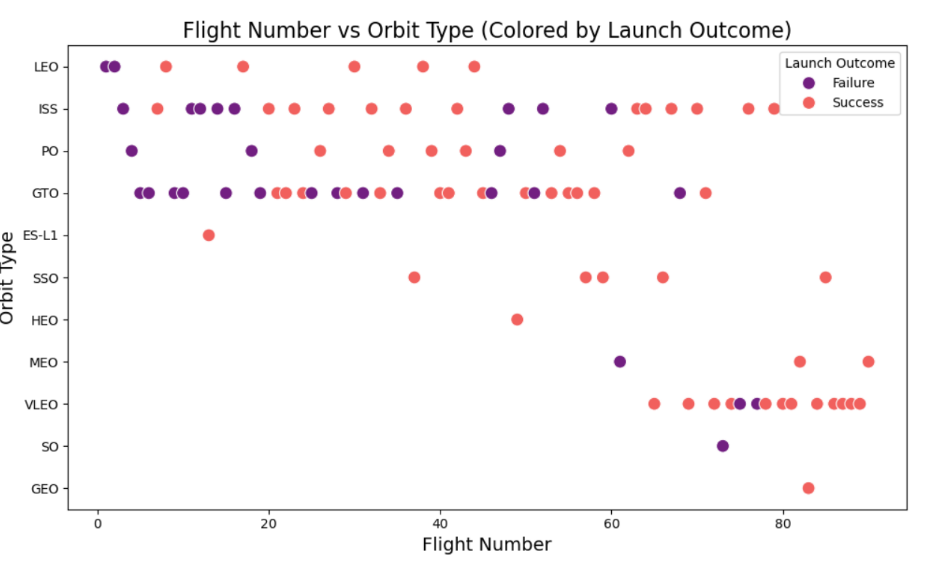 Flight Number vs Orbit Type (Colored by Launch Outcome)
Launch Outcome
Failure
Success
Orbit Type
LEO
ISS
PO
GTO
ES-L1
SSO
HEO
MEO
VLEO
SO
GEO
0 20 40 60 80
Flight Number